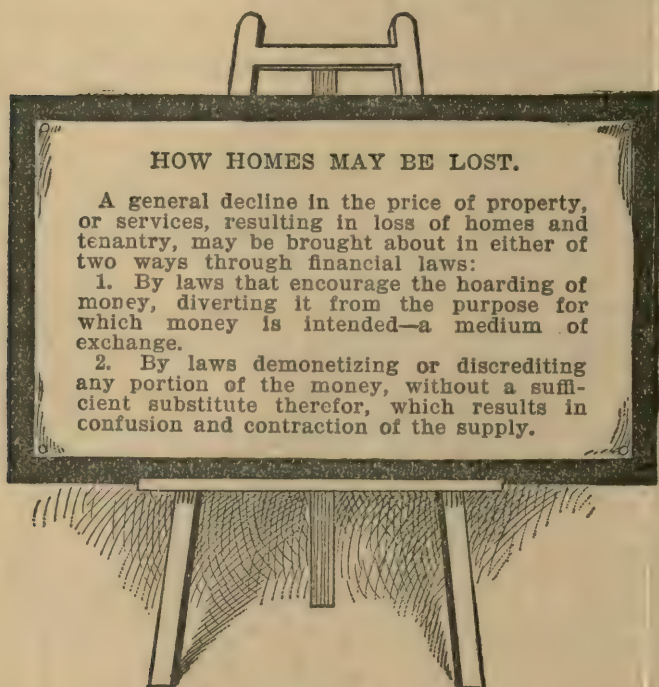 HOW HOMES MAY BE LOST.
A general decline in the price of property,
or services, resulting in loss of homes and
tenantry, may be brought about in either of
two ways through financial laws:
1. By laws that encourage the hoarding of
money, diverting it from the purpose for
which money is intended—a medium of
exchange.
2. By laws demonetizing or discrediting
any portion of the money, without a suffi-
cient substitute therefor, which results in
confusion and contraction of the supply.